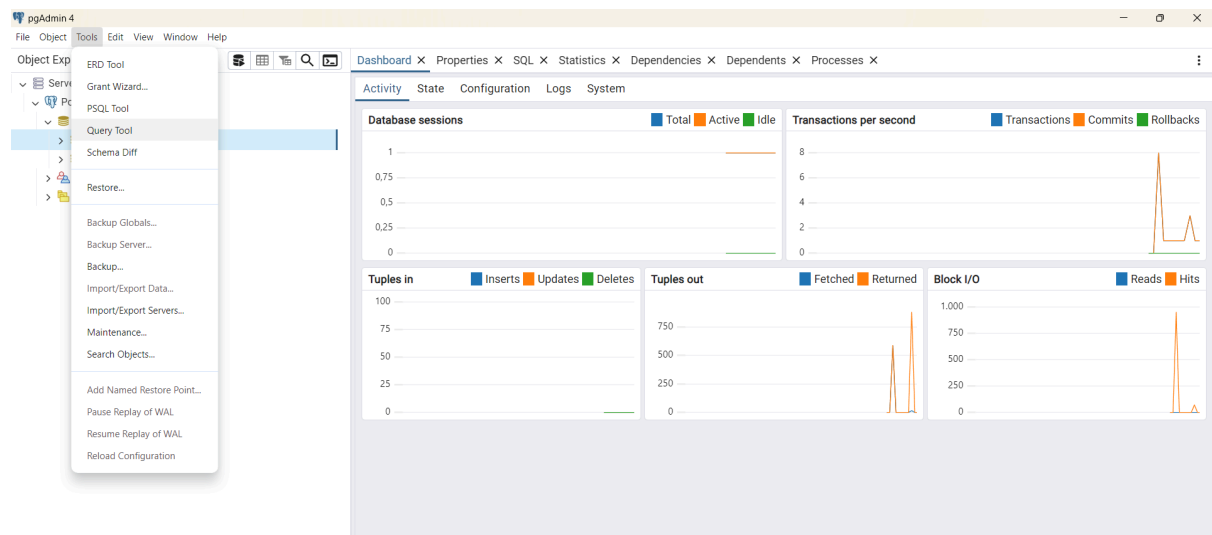 pgAdmin 4
File Object Tools Edit View Window Help
Object Exp
Dashboard Properties SQL Statistics Dependencies Dependents Processes
Serve
ERD Tool
Grant Wizard...
PSQL Tool
Query Tool
Schema Diff
Restore...
Backup Globals...
Backup Server...
Backup...
Import/Export Data...
Import/Export Servers...
Maintenance...
Search Objects...
Add Named Restore Point...
Pause Replay of WAL
Resume Replay of WAL
Reload Configuration
Activity State Configuration Logs System
Database sessions Total Active Idle
1
0,75
0,5
0,25
0
Transactions per second Transactions Commits Rollbacks
8
6
4
2
0
Tuples in Inserts Updates Deletes
100
75
50
25
0
Tuples out Fetched Returned
750
500
250
0
Block I/O Reads Hits
1.000
750
500
250
0